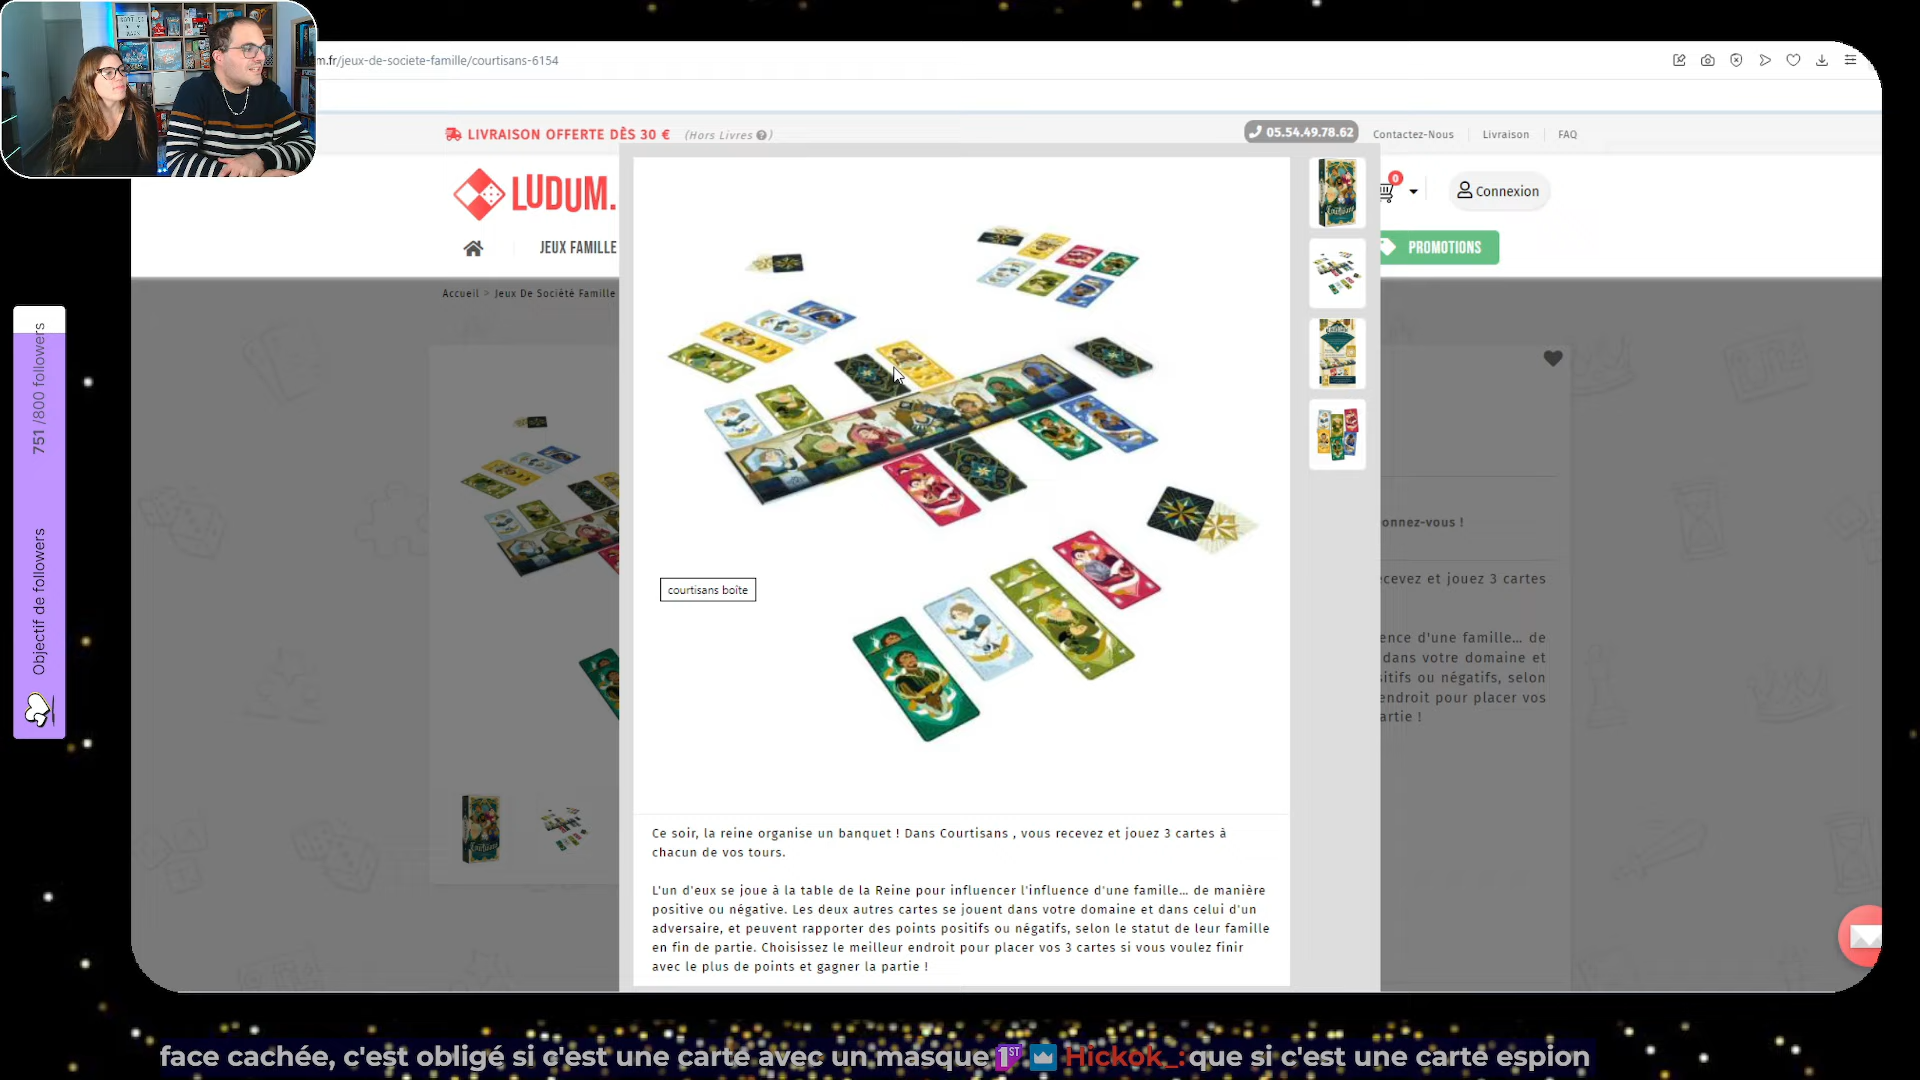 m.fr/jeux-de-societe-famille/courtisans-6154
LIVRAISON OFFERTE DÈS 30 € (Hors Livres ?)
05.54.49.78.62
Contactez-Nous
Livraison
FAQ
LUDUM.
0
Connexion
JEUX FAMILLE
PROMOTIONS
Accueil > Jeux De Société Famille
751 /800 followers
Objectif de followers
onnez-vous !
ecevez et jouez 3 cartes
ence d'une famille... de
dans votre domaine et
sitifs ou négatifs, selon
endroit pour placer vos
artie !
courtisans boite
Ce soir, la reine organise un banquet ! Dans Courtisans , vous recevez et jouez 3 cartes à
chacun de vos tours.
L'un d'eux se joue à la table de la Reine pour influencer l'influence d'une famille... de manière
positive ou négative. Les deux autres cartes se jouent dans votre domaine et dans celui d'un
adversaire, et peuvent rapporter des points positifs ou négatifs, selon le statut de leur famille
en fin de partie. Choisissez le meilleur endroit pour placer vos 3 cartes si vous voulez finir
avec le plus de points et gagner la partie !
face cachée, c'est obligé si c'est une carte avec un masque 1ST Hickok_: que si c'est une carte espion